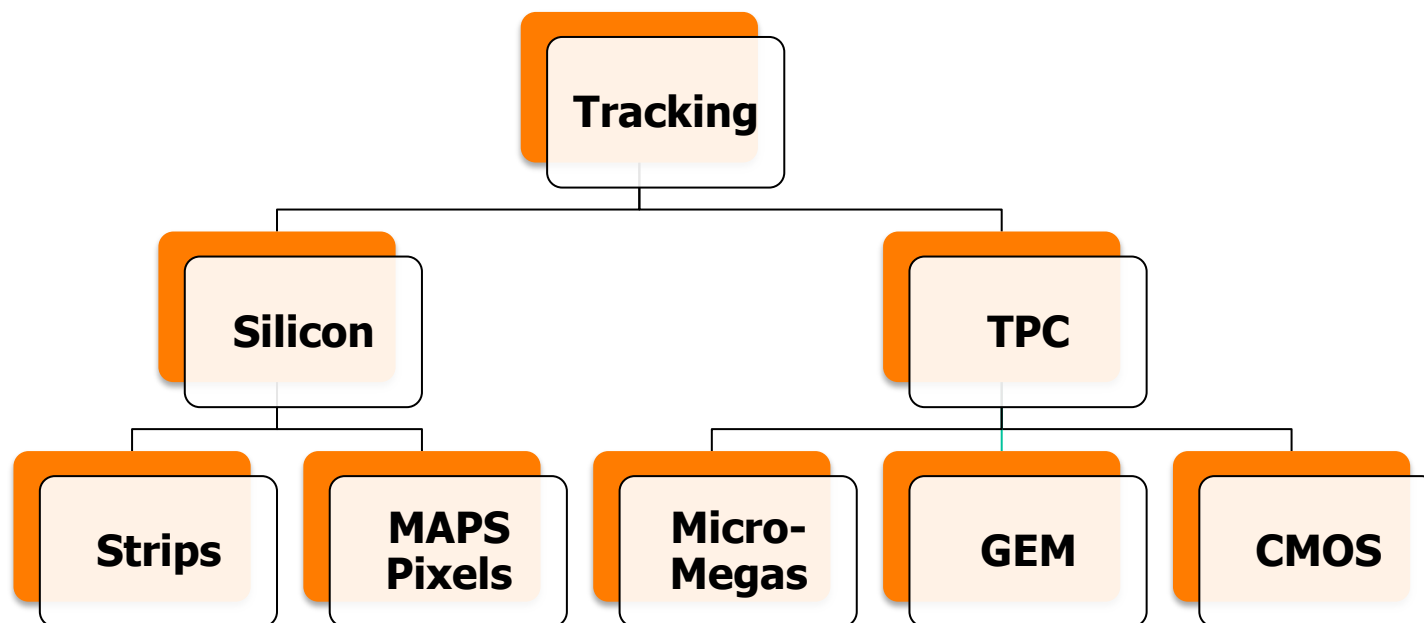 Tracking
Silicon
TPC
Strips
MAPS
Pixels
Micro-
Megas
GEM
CMOS